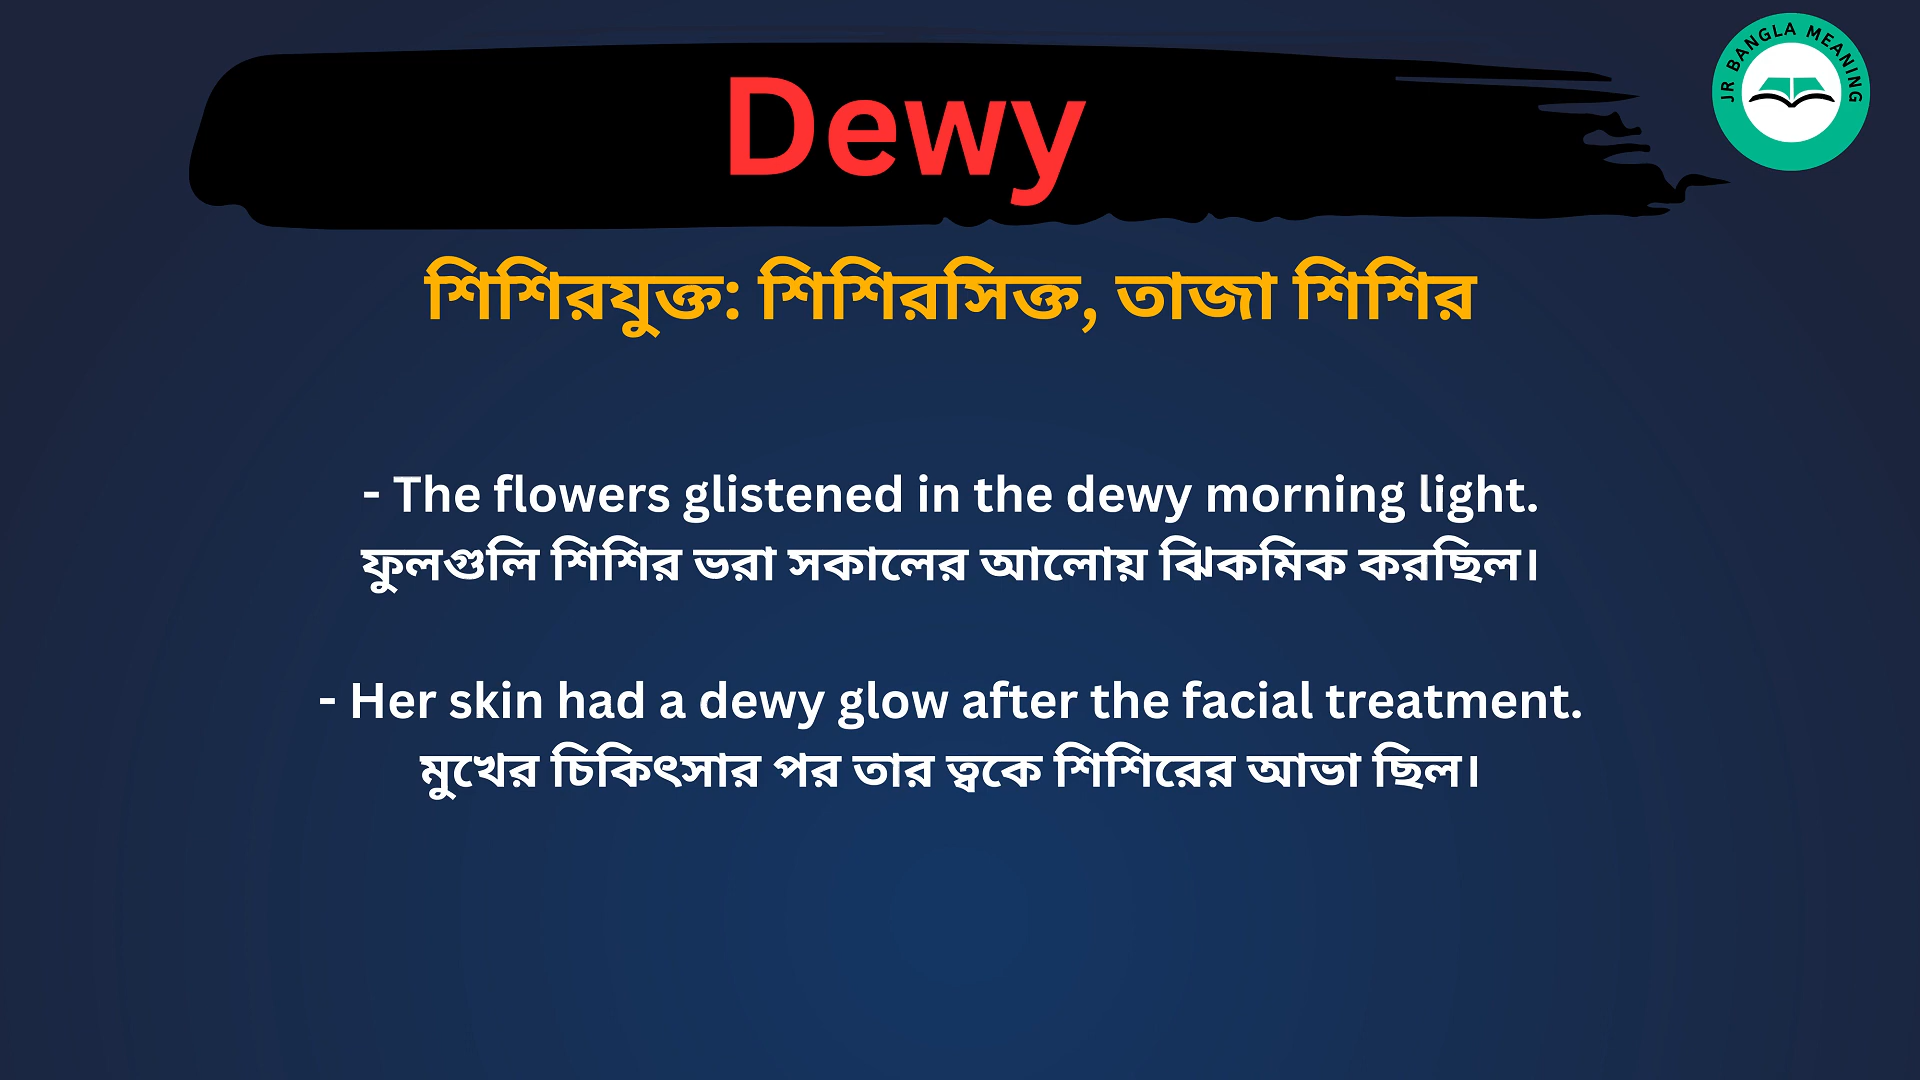 Dewy
JR BANGLA MEANING
শিশিরযুক্ত: শিশিরসিক্ত, তাজা শিশির
- The flowers glistened in the dewy morning light.
ফুলগুলি শিশির ভরা সকালের আলোয় ঝিকমিক করছিল।
- Her skin had a dewy glow after the facial treatment.
মুখের চিকিৎসার পর তার ত্বকে শিশিরের আভা ছিল।